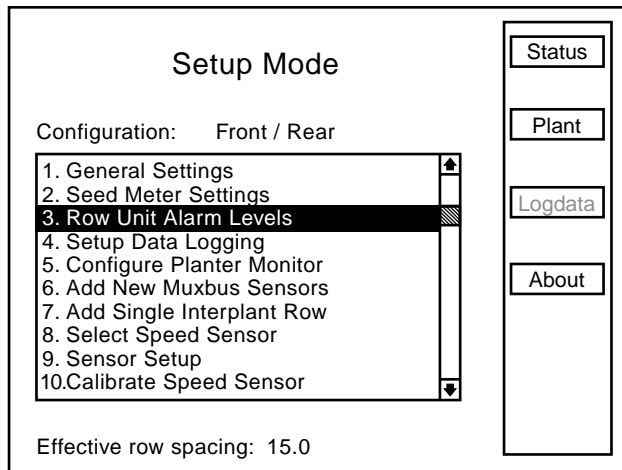 Setup Mode
Configuration: Front / Rear
1. General Settings
2. Seed Meter Settings
3. Row Unit Alarm Levels
4. Setup Data Logging
5. Configure Planter Monitor
6. Add New Muxbus Sensors
7. Add Single Interplant Row
8. Select Speed Sensor
9. Sensor Setup
10.Calibrate Speed Sensor
Effective row spacing: 15.0
Status
Plant
Logdata
About